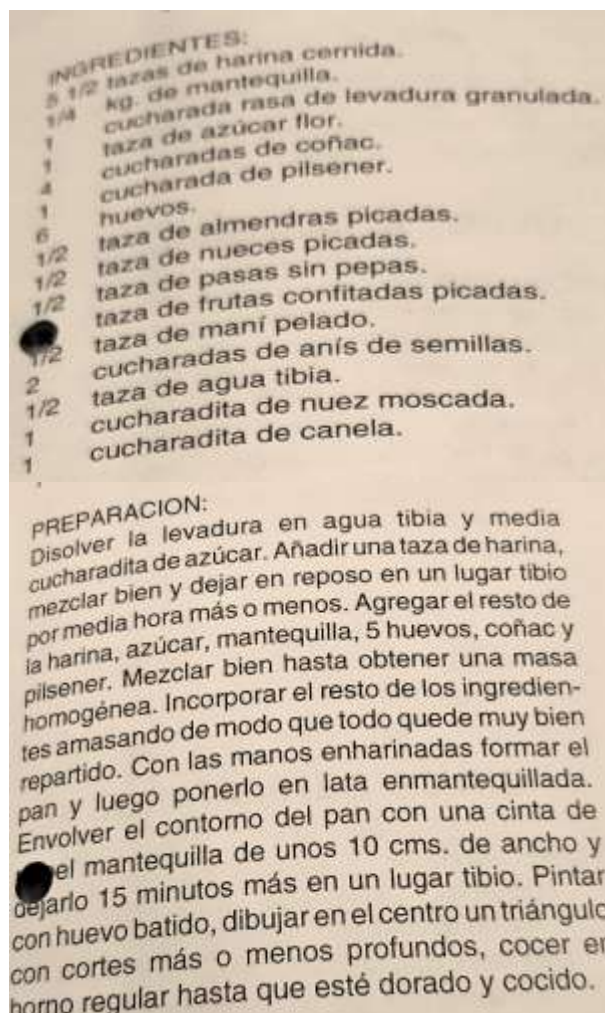 INGREDIENTES:
5 1/2 tazas de harina cernida.
1/4 kg. de mantequilla.
1 cucharada rasa de levadura granulada.
1 taza de azúcar flor.
4 cucharadas de coñac.
1 cucharada de pilsener.
6 huevos.
1/2 taza de almendras picadas.
1/2 taza de nueces picadas.
1/2 taza de pasas sin pepas.
taza de frutas confitadas picadas.
1/2 taza de maní pelado.
2 cucharadas de anís de semillas.
1/2 taza de agua tibia.
1 cucharadita de nuez moscada.
1 cucharadita de canela.
PREPARACION:
Disolver la levadura en agua tibia y media
cucharadita de azúcar. Añadir una taza de harina,
mezclar bien y dejar en reposo en un lugar tibio
por media hora más o menos. Agregar el resto de
la harina, azúcar, mantequilla, 5 huevos, coñac y
pilsener. Mezclar bien hasta obtener una masa
homogénea. Incorporar el resto de los ingredien-
tes amasando de modo que todo quede muy bien
repartido. Con las manos enharinadas formar el
pan y luego ponerlo en lata enmantequillada.
Envolver el contorno del pan con una cinta de
el mantequilla de unos 10 cms. de ancho y
dejarlo 15 minutos más en un lugar tibio. Pintar
con huevo batido, dibujar en el centro un triángulo
con cortes más o menos profundos, cocer en
horno regular hasta que esté dorado y cocido.